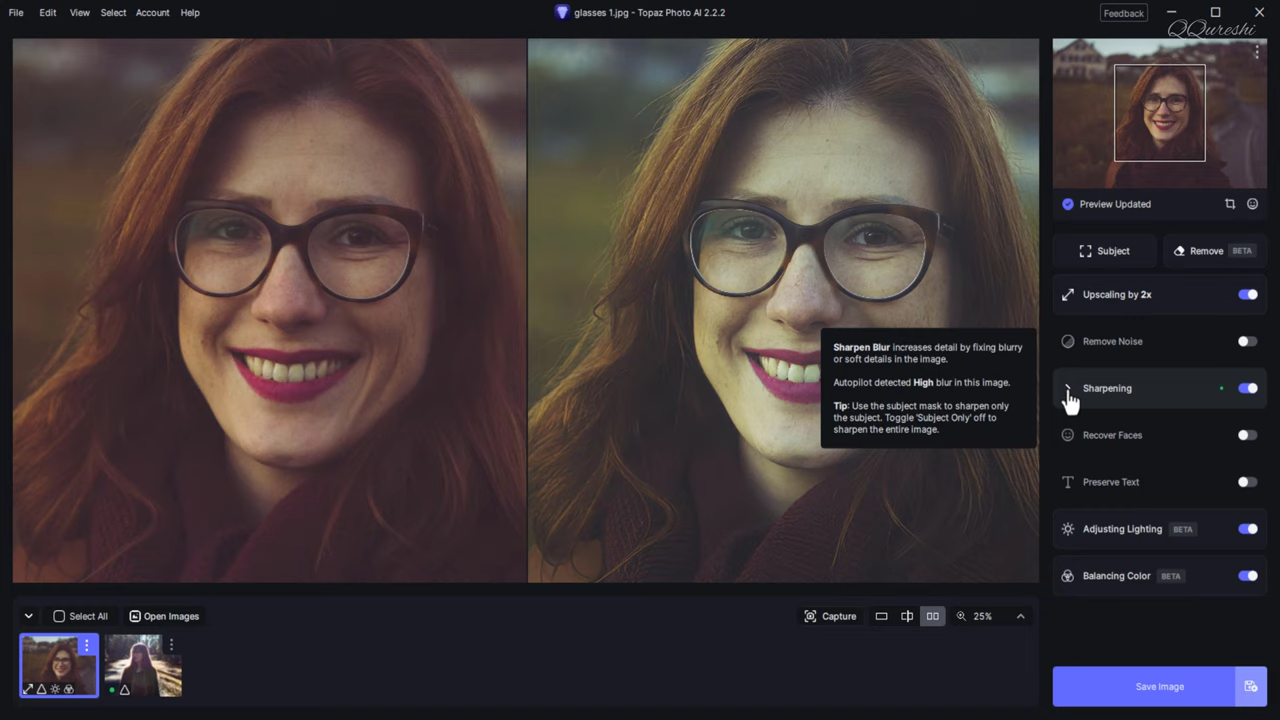 File Edit View Select Account Help
glasses 1.jpg - Topaz Photo AI 2.2.2
Feedback
QQureshi
Preview Updated
Subject
Remove BETA
Upscaling by 2x
Remove Noise
Sharpening
Recover Faces
Preserve Text
Adjusting Lighting BETA
Balancing Color BETA
Sharpen Blur increases detail by fixing blurry
or soft details in the image.
Autopilot detected High blur in this image.
Tip: Use the subject mask to sharpen only
the subject. Toggle 'Subject Only' off to
sharpen the entire image.
Select All
Open Images
Capture
25%
Save Image